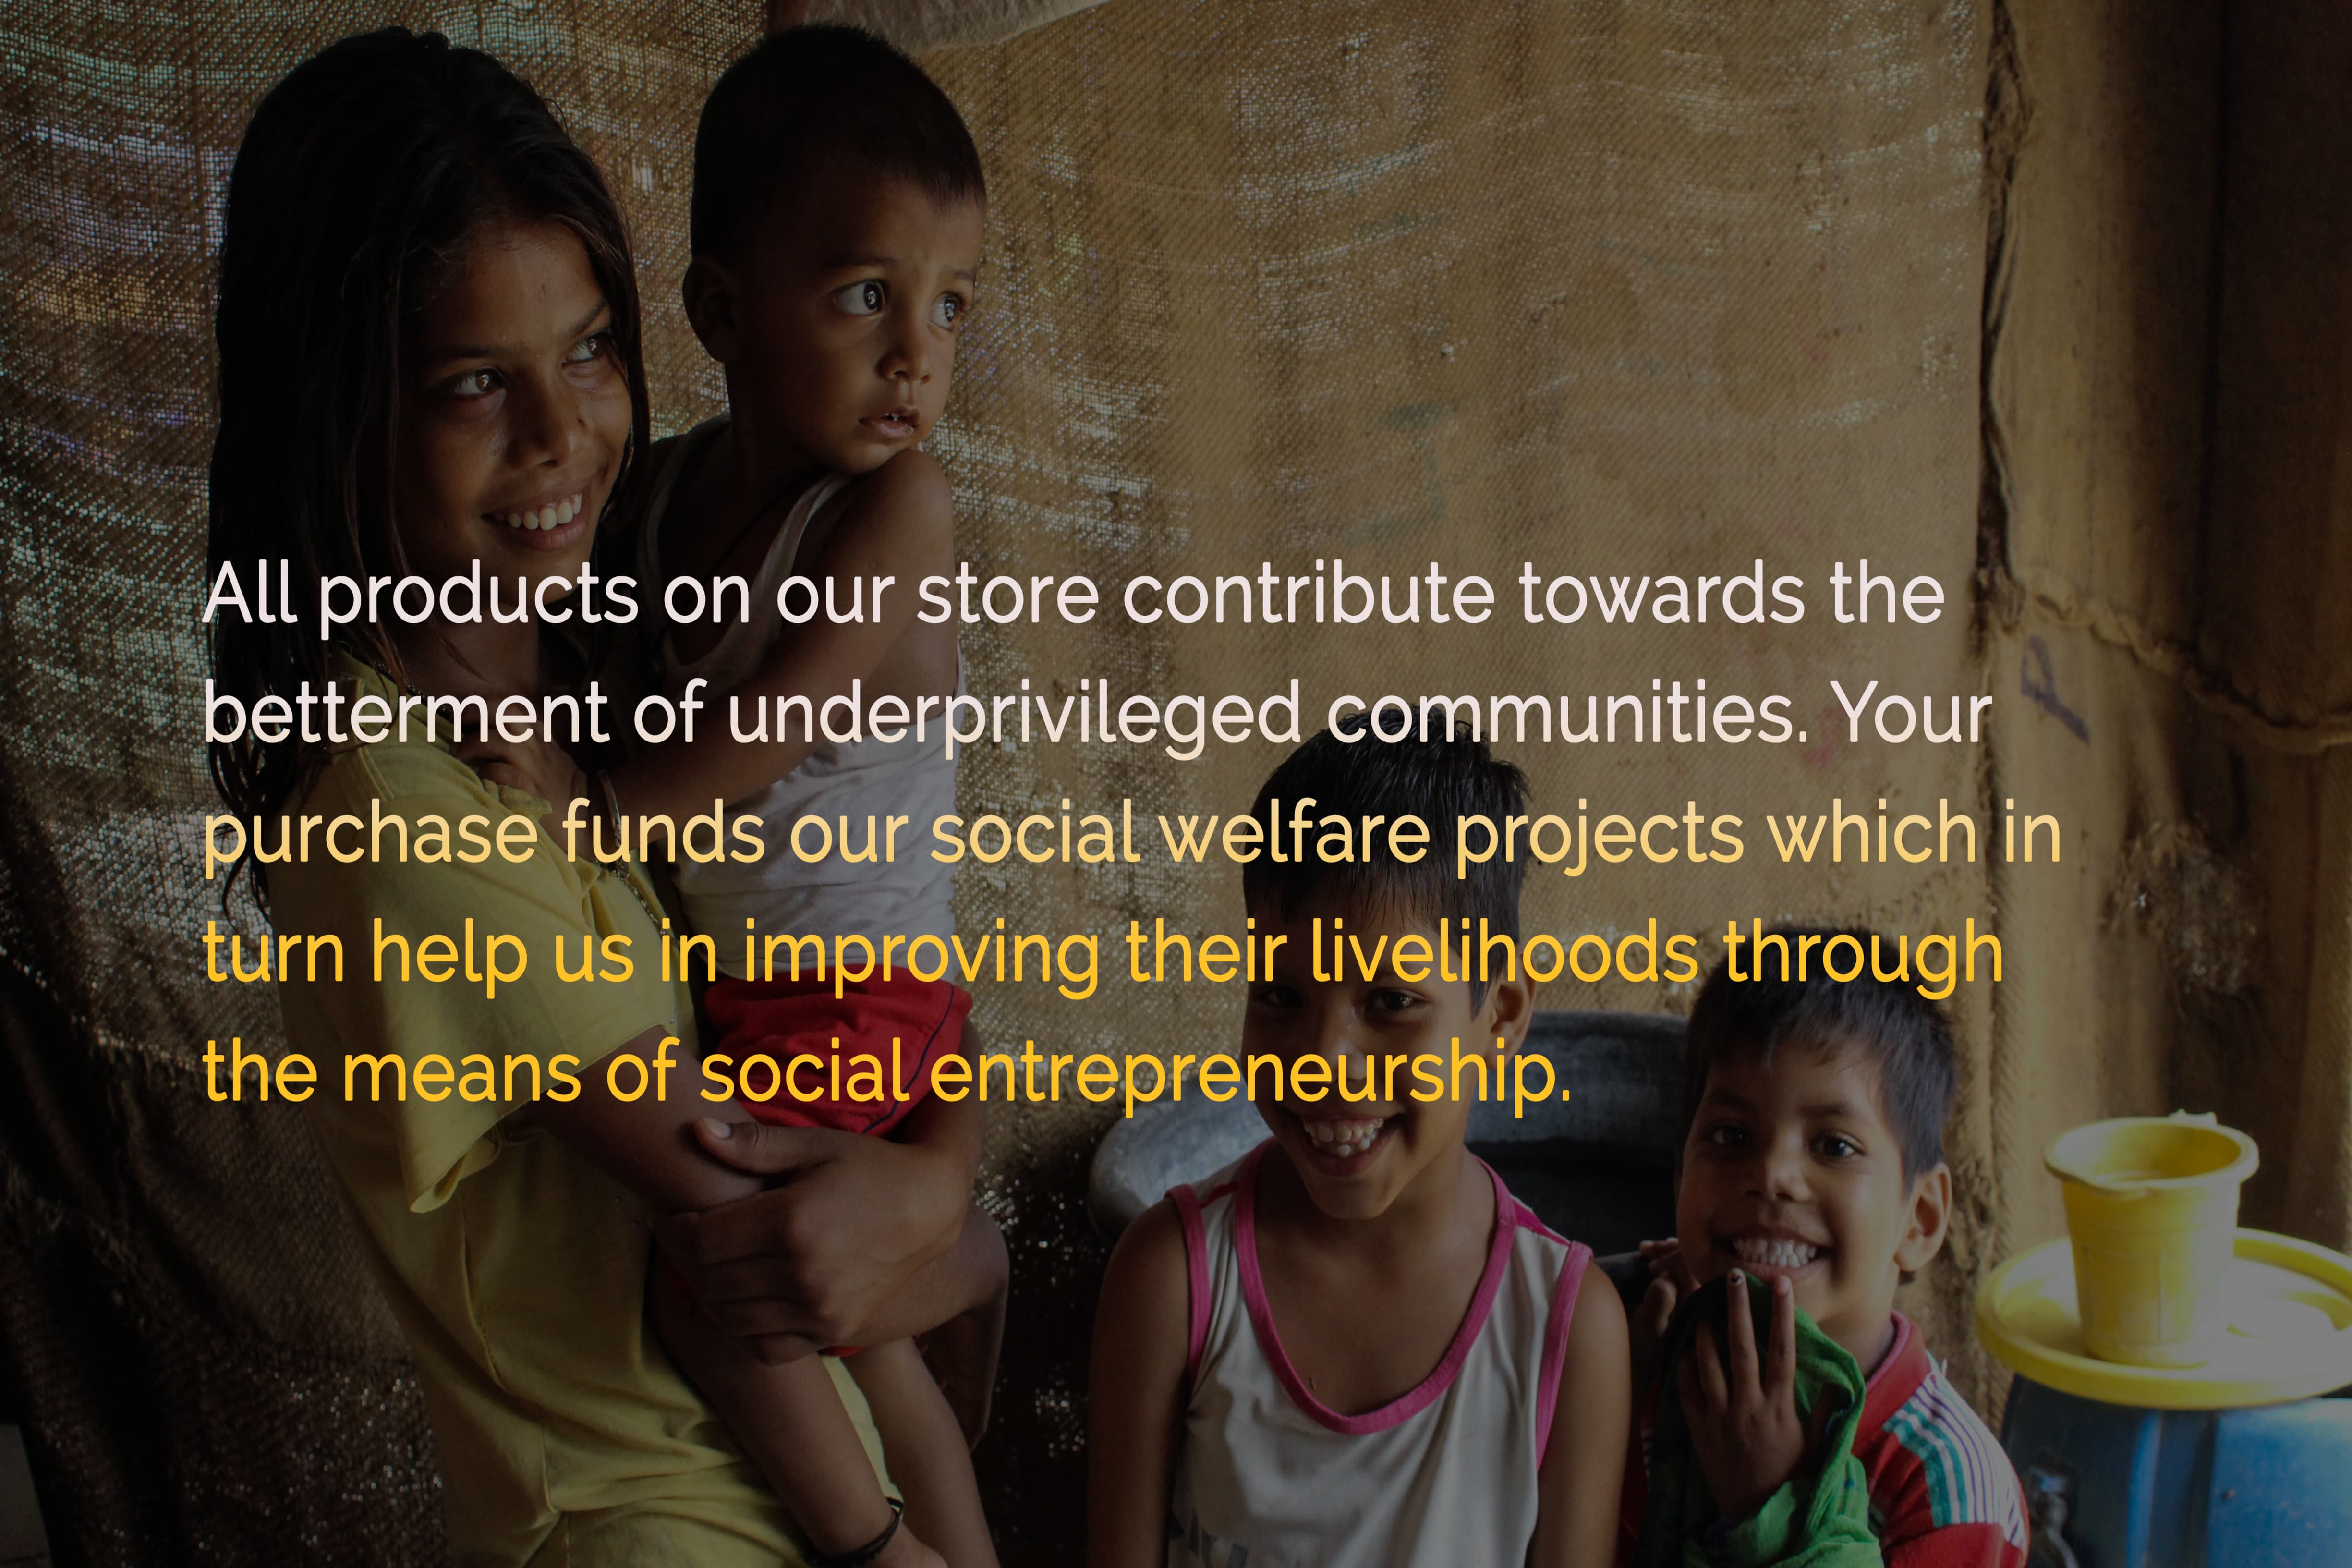 All products on our store contribute towards the
betterment of underprivileged communities. Your
purchase funds our social welfare projects which in
turn help us in improving their livelihoods through
the means of social entrepreneurship.